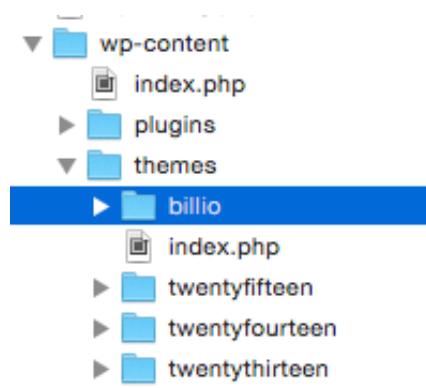 wp-content
index.php
plugins
themes
billio
index.php
twentyfifteen
twentyfourteen
twentythirteen